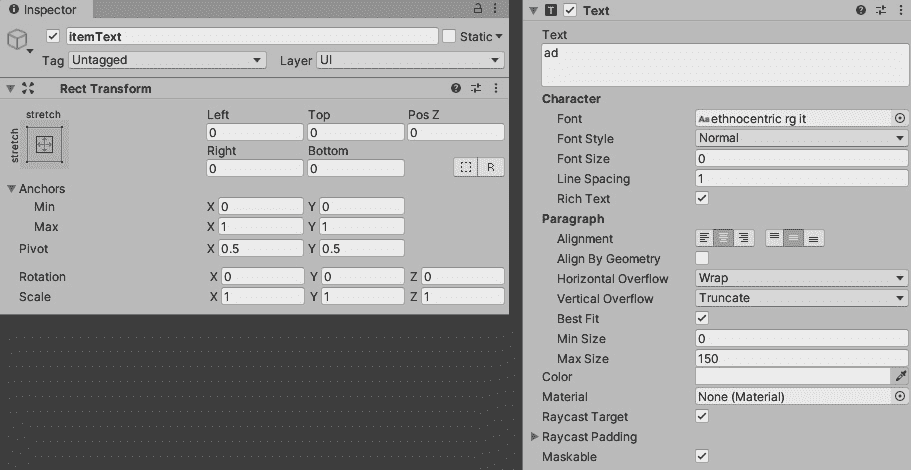 Inspector
itemText
Static
Tag Untagged Layer UI
Rect Transform
stretch
stretch
Left Top Pos Z
0 0 0
Right Bottom
0 0
R
Anchors
Min X 0 Y 0
Max X 1 Y 1
Pivot X 0.5 Y 0.5
Rotation X 0 Y 0 Z 0
Scale X 1 Y 1 Z 1
Text
Text
ad
Character
Font Aa ethnocentric rg it
Font Style Normal
Font Size 0
Line Spacing 1
Rich Text
Paragraph
Alignment
Align By Geometry
Horizontal Overflow Wrap
Vertical Overflow Truncate
Best Fit
Min Size 0
Max Size 150
Color
Material None (Material)
Raycast Target
Raycast Padding
Maskable